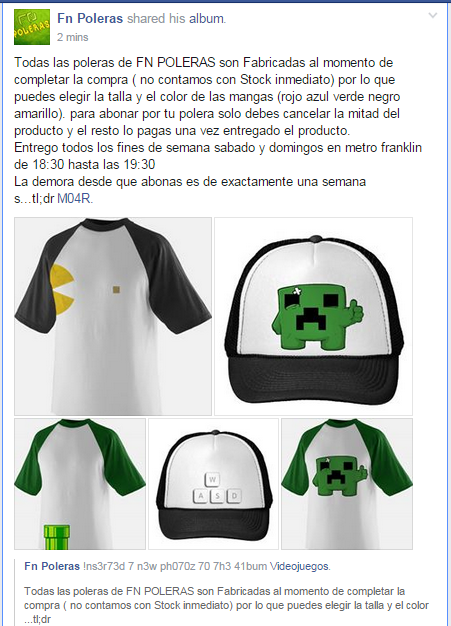 POLERAS
Fn Poleras shared his album.
2 mins
Todas las poleras de FN POLERAS son Fabricadas al momento de
completar la compra ( no contamos con Stock inmediato) por lo que
puedes elegir la talla y el color de las mangas (rojo azul verde negro
amarillo). para abonar por tu polera solo debes cancelar la mitad del
producto y el resto lo pagas una vez entregado el producto.
Entrego todos los fines de semana sabado y domingos en metro franklin
de 18:30 hasta las 19:30
La demora desde que abonas es de exactamente una semana
s...tl;dr M04R.
W
A S D
Fn Poleras !ns3r73d 7 n3w ph070z 70 7h3 41bum Videojuegos.
Todas las poleras de FN POLERAS son Fabricadas al momento de completar la
compra ( no contamos con Stock inmediato) por lo que puedes elegir la talla y el color
...tl;dr